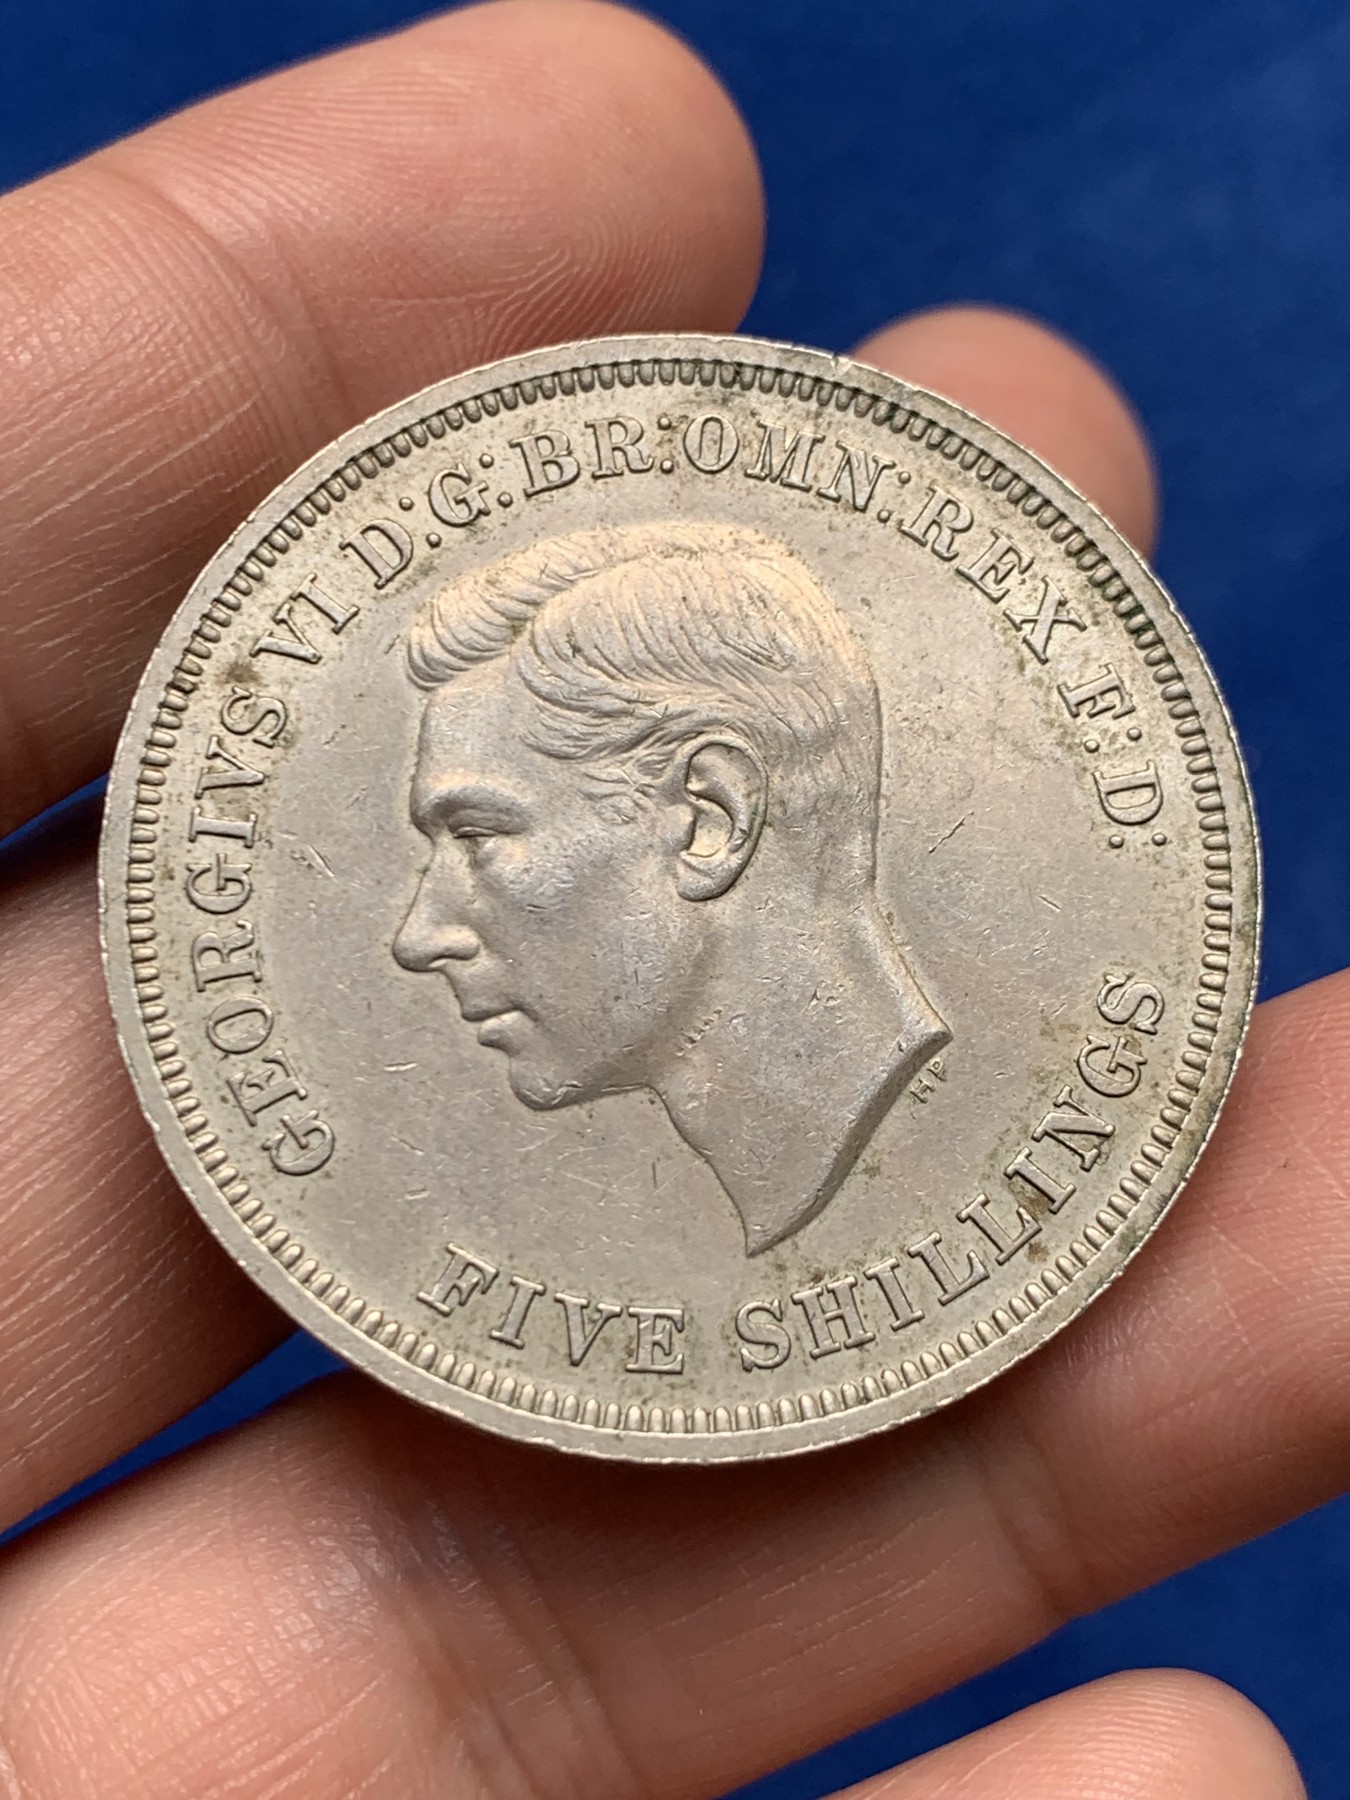 GEORGIVS VI D:G:BR:OMN:REX F:D:
FIVE SHILLINGS
HP